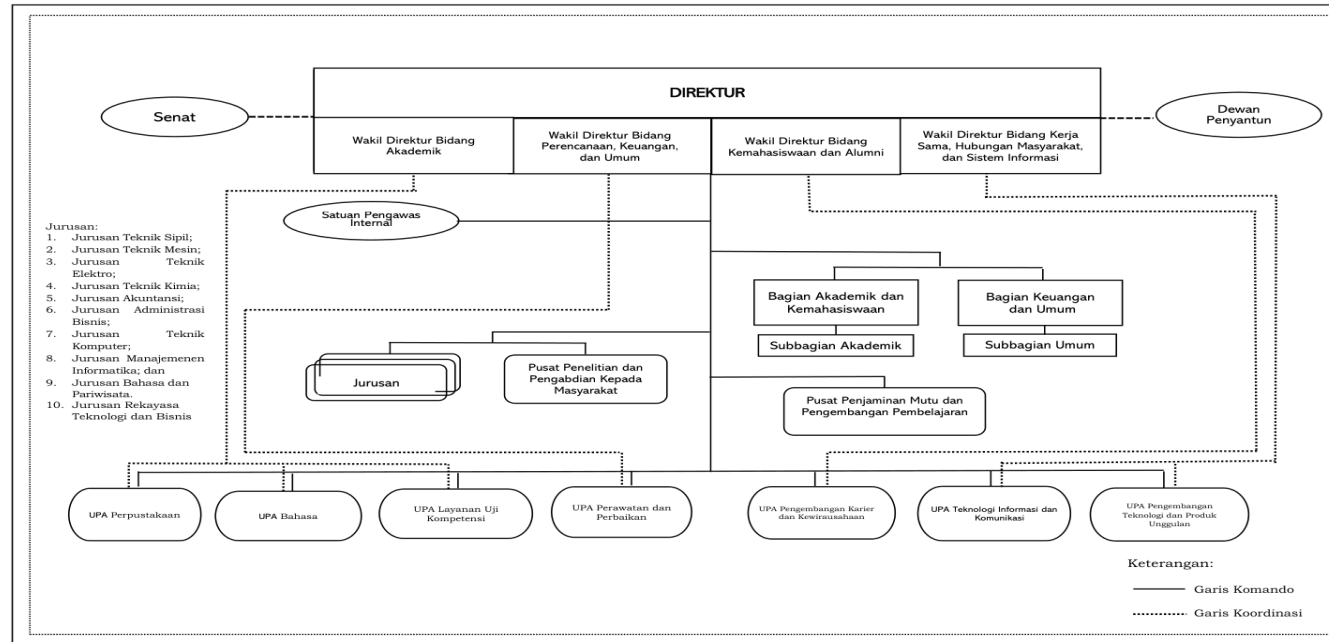 DIREKTUR
Senat
Dewan
Penyantun
Wakil Direktur Bidang
Akademik
Wakil Direktur Bidang
Perencanaan, Keuangan,
dan Umum
Wakil Direktur Bidang
Kemahasiswaan dan Alumni
Wakil Direktur Bidang Kerja
Sama, Hubungan Masyarakat,
dan Sistem Informasi
Satuan Pengawas
Internal
Jurusan:
1. Jurusan Teknik Sipil;
2. Jurusan Teknik Mesin;
3. Jurusan Teknik
Elektro;
4. Jurusan Teknik Kimia;
5. Jurusan Akuntansi;
6. Jurusan Administrasi
Bisnis;
7. Jurusan Teknik
Komputer;
8. Jurusan Manajemenen
Informatika; dan
9. Jurusan Bahasa dan
Pariwisata.
10. Jurusan Rekayasa
Teknologi dan Bisnis
Bagian Akademik dan
Kemahasiswaan
Bagian Keuangan
dan Umum
Subbagian Akademik
Subbagian Umum
Jurusan
Pusat Penelitian dan
Pengabdian Kepada
Masyarakat
Pusat Penjaminan Mutu dan
Pengembangan Pembelajaran
UPA Perpustakaan
UPA Bahasa
UPA Layanan Uji
Kompetensi
UPA Perawatan dan
Perbaikan
UPA Pengembangan Karier
dan Kewirausahaan
UPA Teknologi Informasi dan
Komunikasi
UPA Pengembangan
Teknologi dan Produk
Unggulan
Keterangan:
Garis Komando
Garis Koordinasi